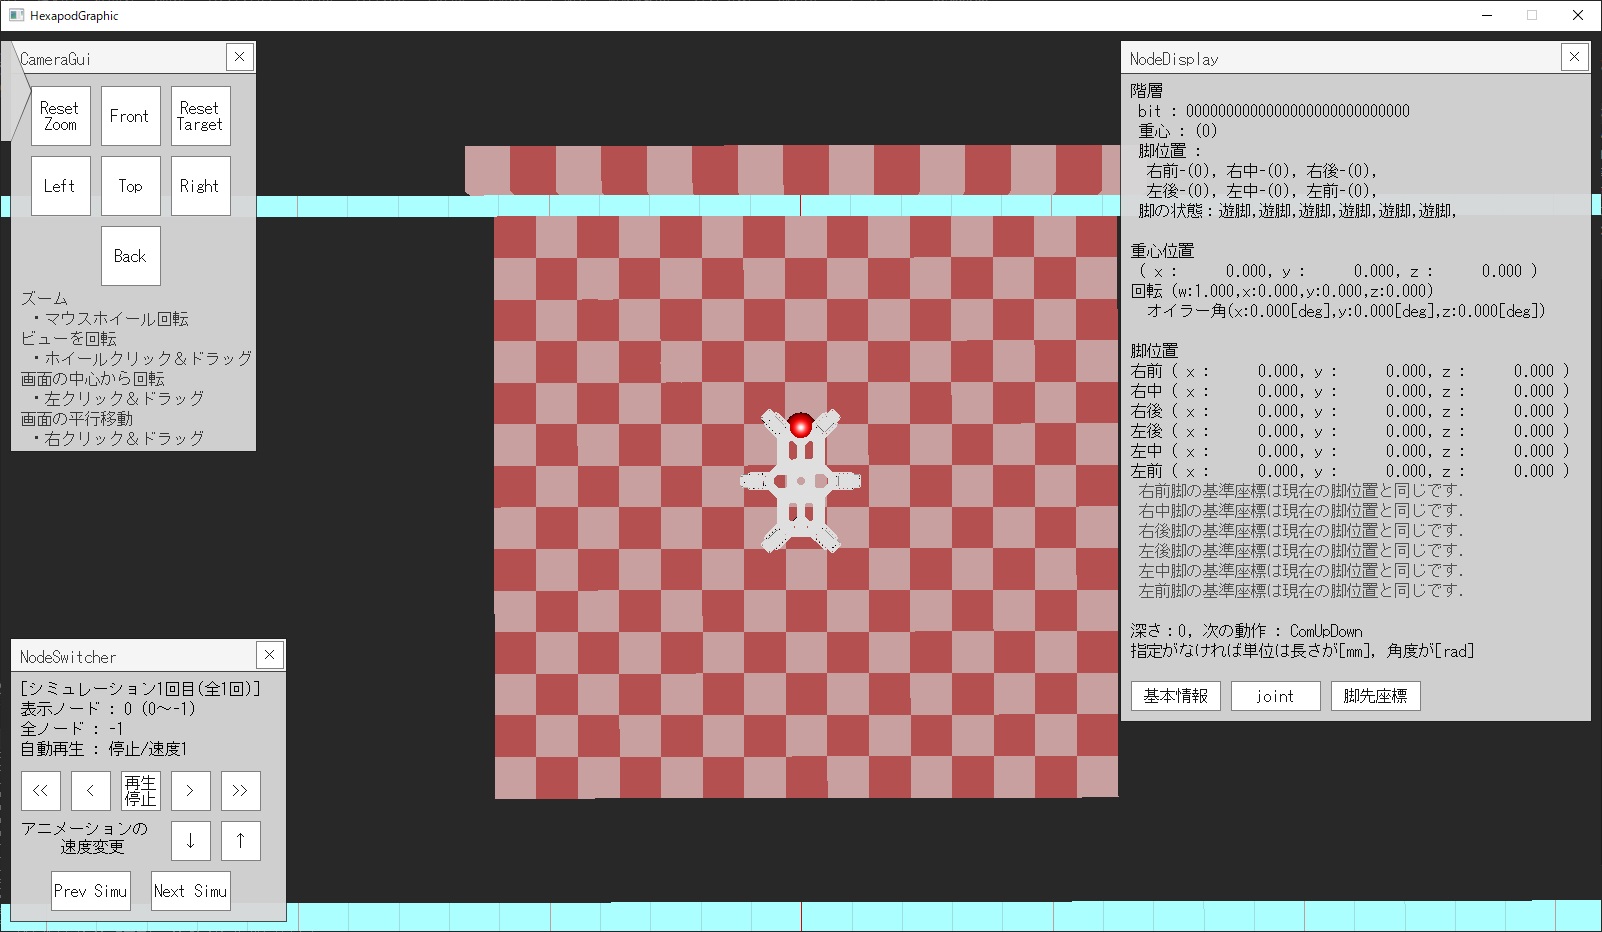 HexapodGraphic
CameraGui
Reset Zoom
Front
Reset Target
Left
Top
Right
Back
ズーム
・マウスホイール回転
ビューを回転
・ホイールクリック＆ドラッグ
画面の中心から回転
・左クリック＆ドラッグ
画面の平行移動
・右クリック＆ドラッグ
NodeSwitcher
[シミュレーション1回目(全1回)]
表示ノード : 0 (0～-1)
全ノード : -1
自動再生 : 停止/速度1
<<
<
再生停止
>
>>
アニメーションの
速度変更
↓
↑
Prev Simu
Next Simu
NodeDisplay
階層
bit : 0000000000000000000000000000
重心 : (0)
脚位置 :
右前-(0), 右中-(0), 右後-(0),
左後-(0), 左中-(0), 左前-(0),
脚の状態：遊脚,遊脚,遊脚,遊脚,遊脚,遊脚,
重心位置
( x : 0.000, y : 0.000, z : 0.000 )
回転 (w:1.000,x:0.000,y:0.000,z:0.000)
オイラー角(x:0.000[deg],y:0.000[deg],z:0.000[deg])
脚位置
右前 ( x : 0.000, y : 0.000, z : 0.000 )
右中 ( x : 0.000, y : 0.000, z : 0.000 )
右後 ( x : 0.000, y : 0.000, z : 0.000 )
左後 ( x : 0.000, y : 0.000, z : 0.000 )
左中 ( x : 0.000, y : 0.000, z : 0.000 )
左前 ( x : 0.000, y : 0.000, z : 0.000 )
右前脚の基準座標は現在の脚位置と同じです.
右中脚の基準座標は現在の脚位置と同じです.
右後脚の基準座標は現在の脚位置と同じです.
左後脚の基準座標は現在の脚位置と同じです.
左中脚の基準座標は現在の脚位置と同じです.
左前脚の基準座標は現在の脚位置と同じです.
深さ：0, 次の動作 : ComUpDown
指定がなければ単位は長さが[mm], 角度が[rad]
基本情報
joint
脚先座標